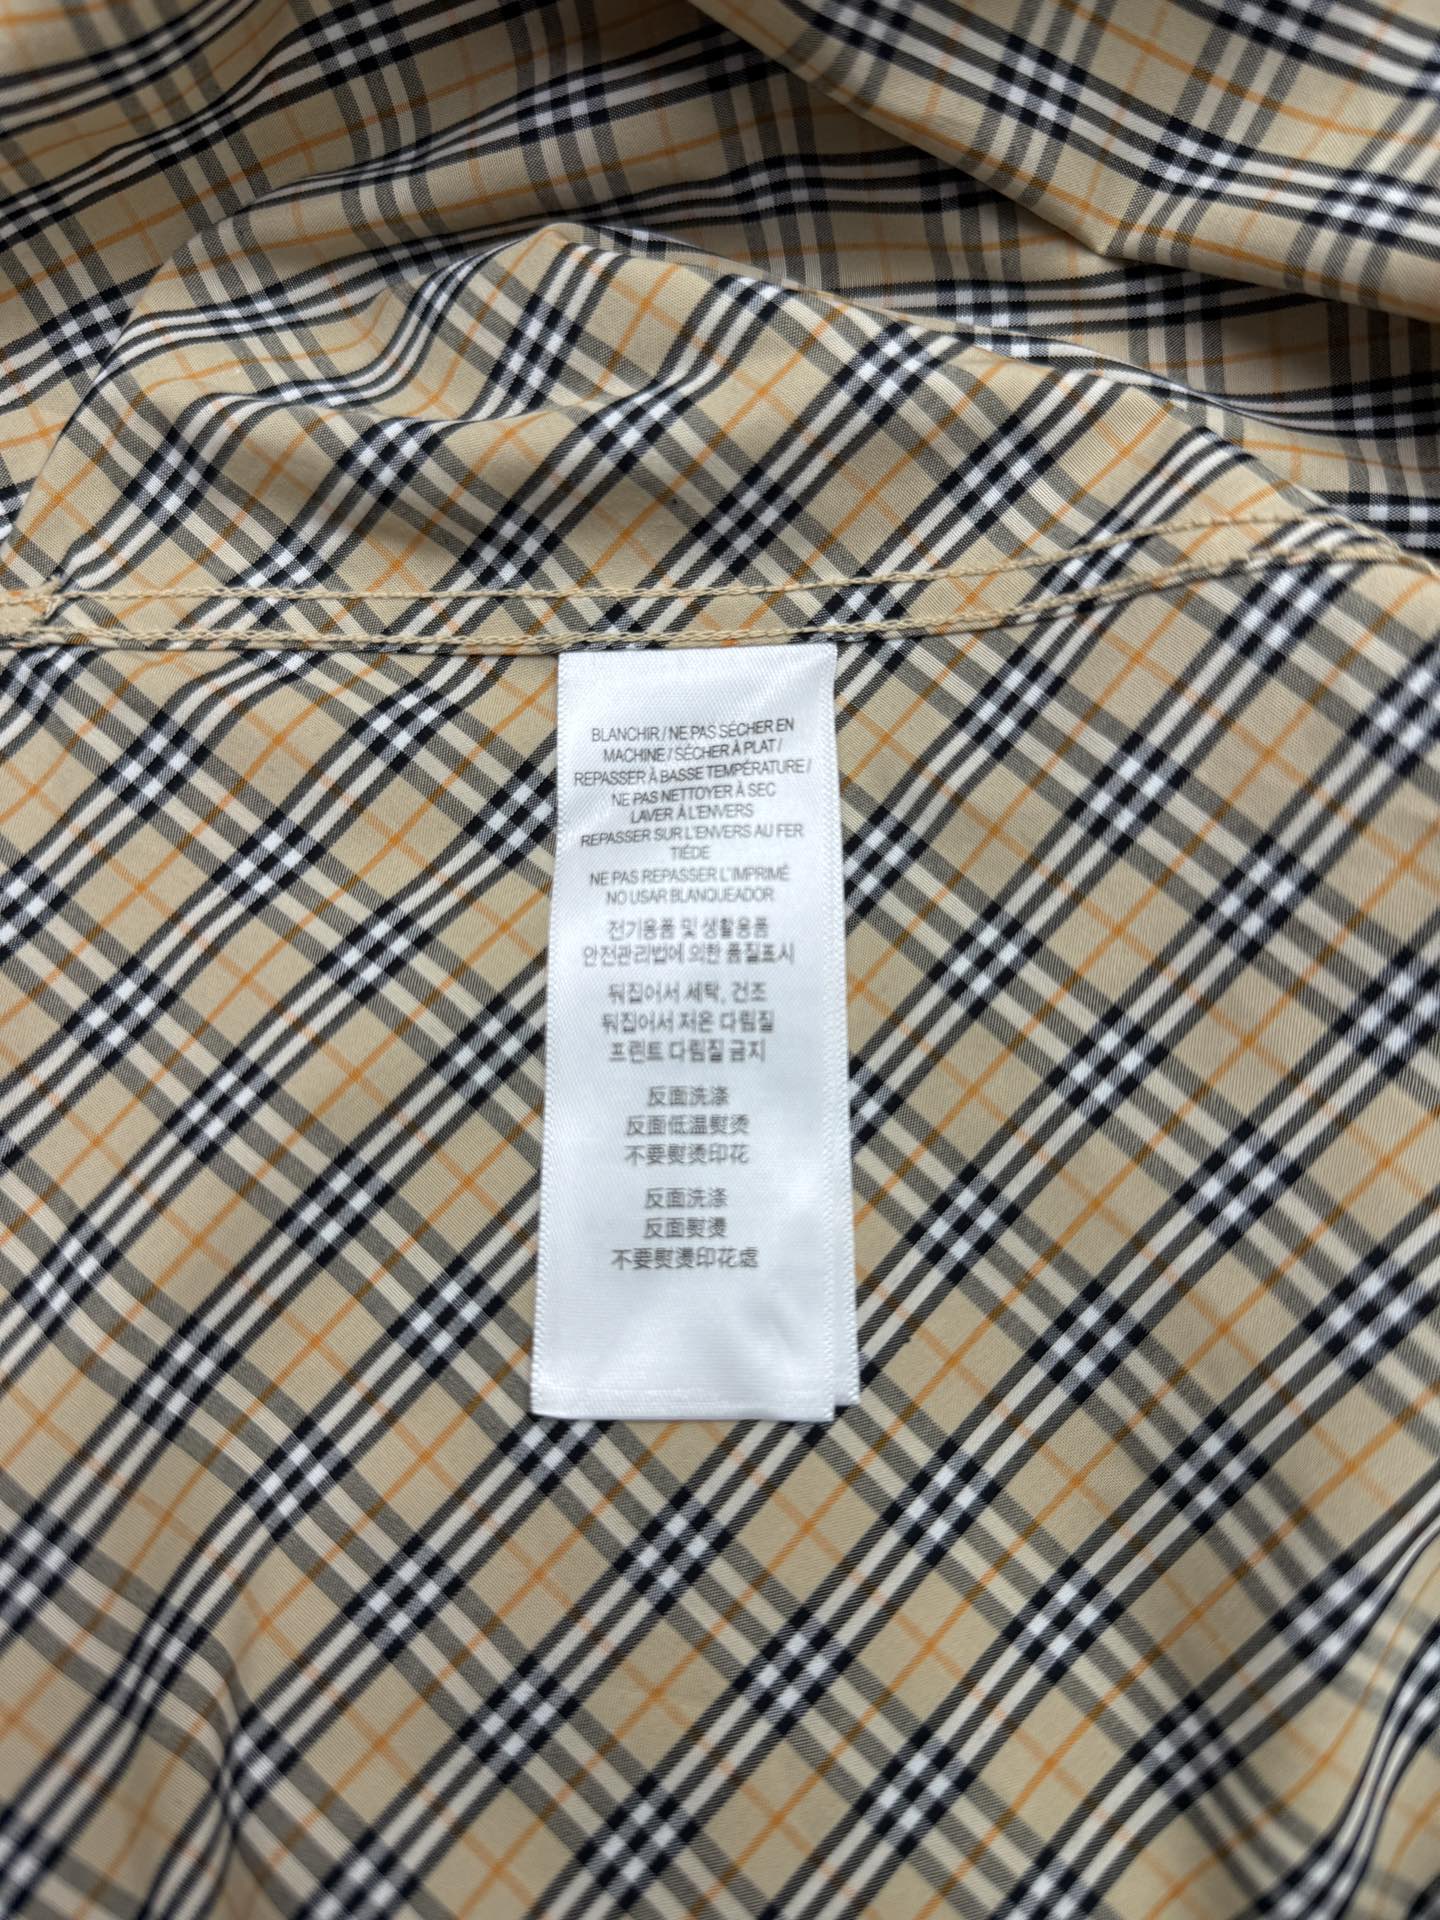 BLANCHIR / NE PAS SÉCHER EN
MACHINE / SÉCHER À PLAT /
REPASSER À BASSE TEMPÉRATURE /
NE PAS NETTOYER À SEC
LAVER À L'ENVERS
REPASSER SUR L'ENVERS AU FER
TIÉDE
NE PAS REPASSER L'IMPRIMÉ
NO USAR BLANQUEADOR
전기용품 및 생활용품
안전관리법에 의한 품질표시
뒤집어서 세탁, 건조
뒤집어서 저온 다림질
프린트 다림질 금지
反面洗涤
反面低温熨烫
不要熨烫印花
反面洗滌
反面熨燙
不要熨燙印花處